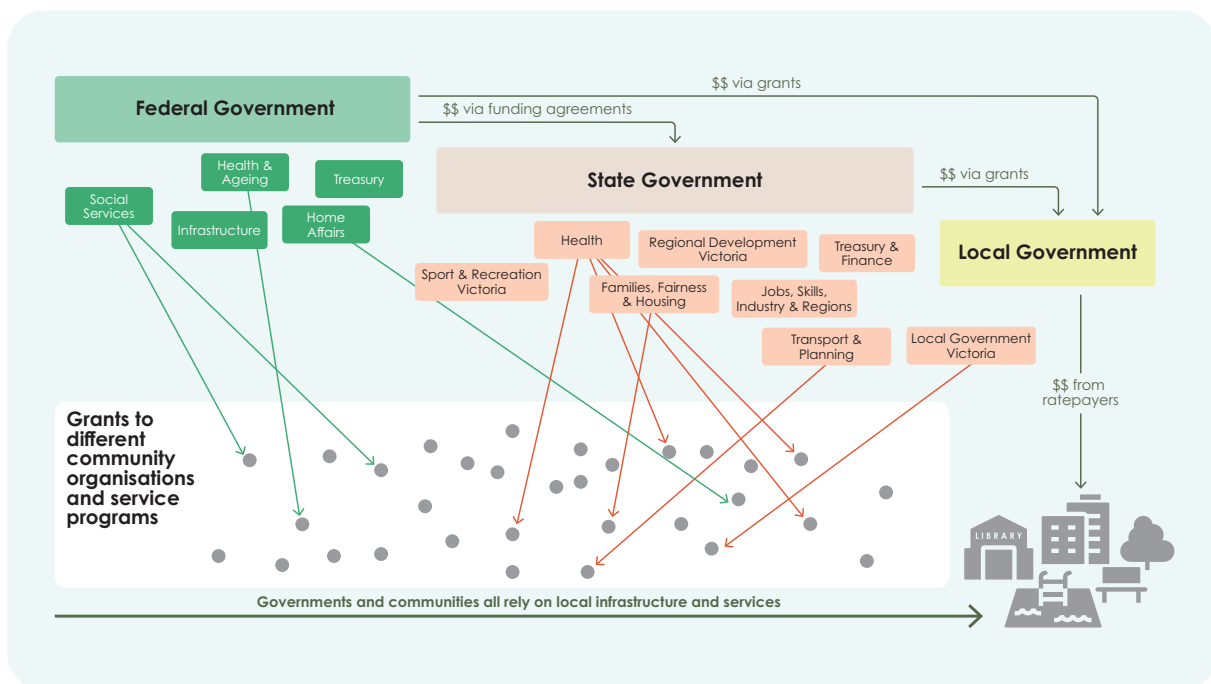 Federal Government
$$ via grants
$$ via funding agreements
State Government
$$ via grants
Local Government
Health &
Ageing
Treasury
Social
Services
Infrastructure
Home
Affairs
Health
Regional Development
Victoria
Treasury &
Finance
Sport & Recreation
Victoria
Families, Fairness
& Housing
Jobs, Skills,
Industry & Regions
Transport &
Planning
Local Government
Victoria
$$ from
ratepayers
Grants to
different
community
organisations
and service
programs
LIBRARY
Governments and communities all rely on local infrastructure and services